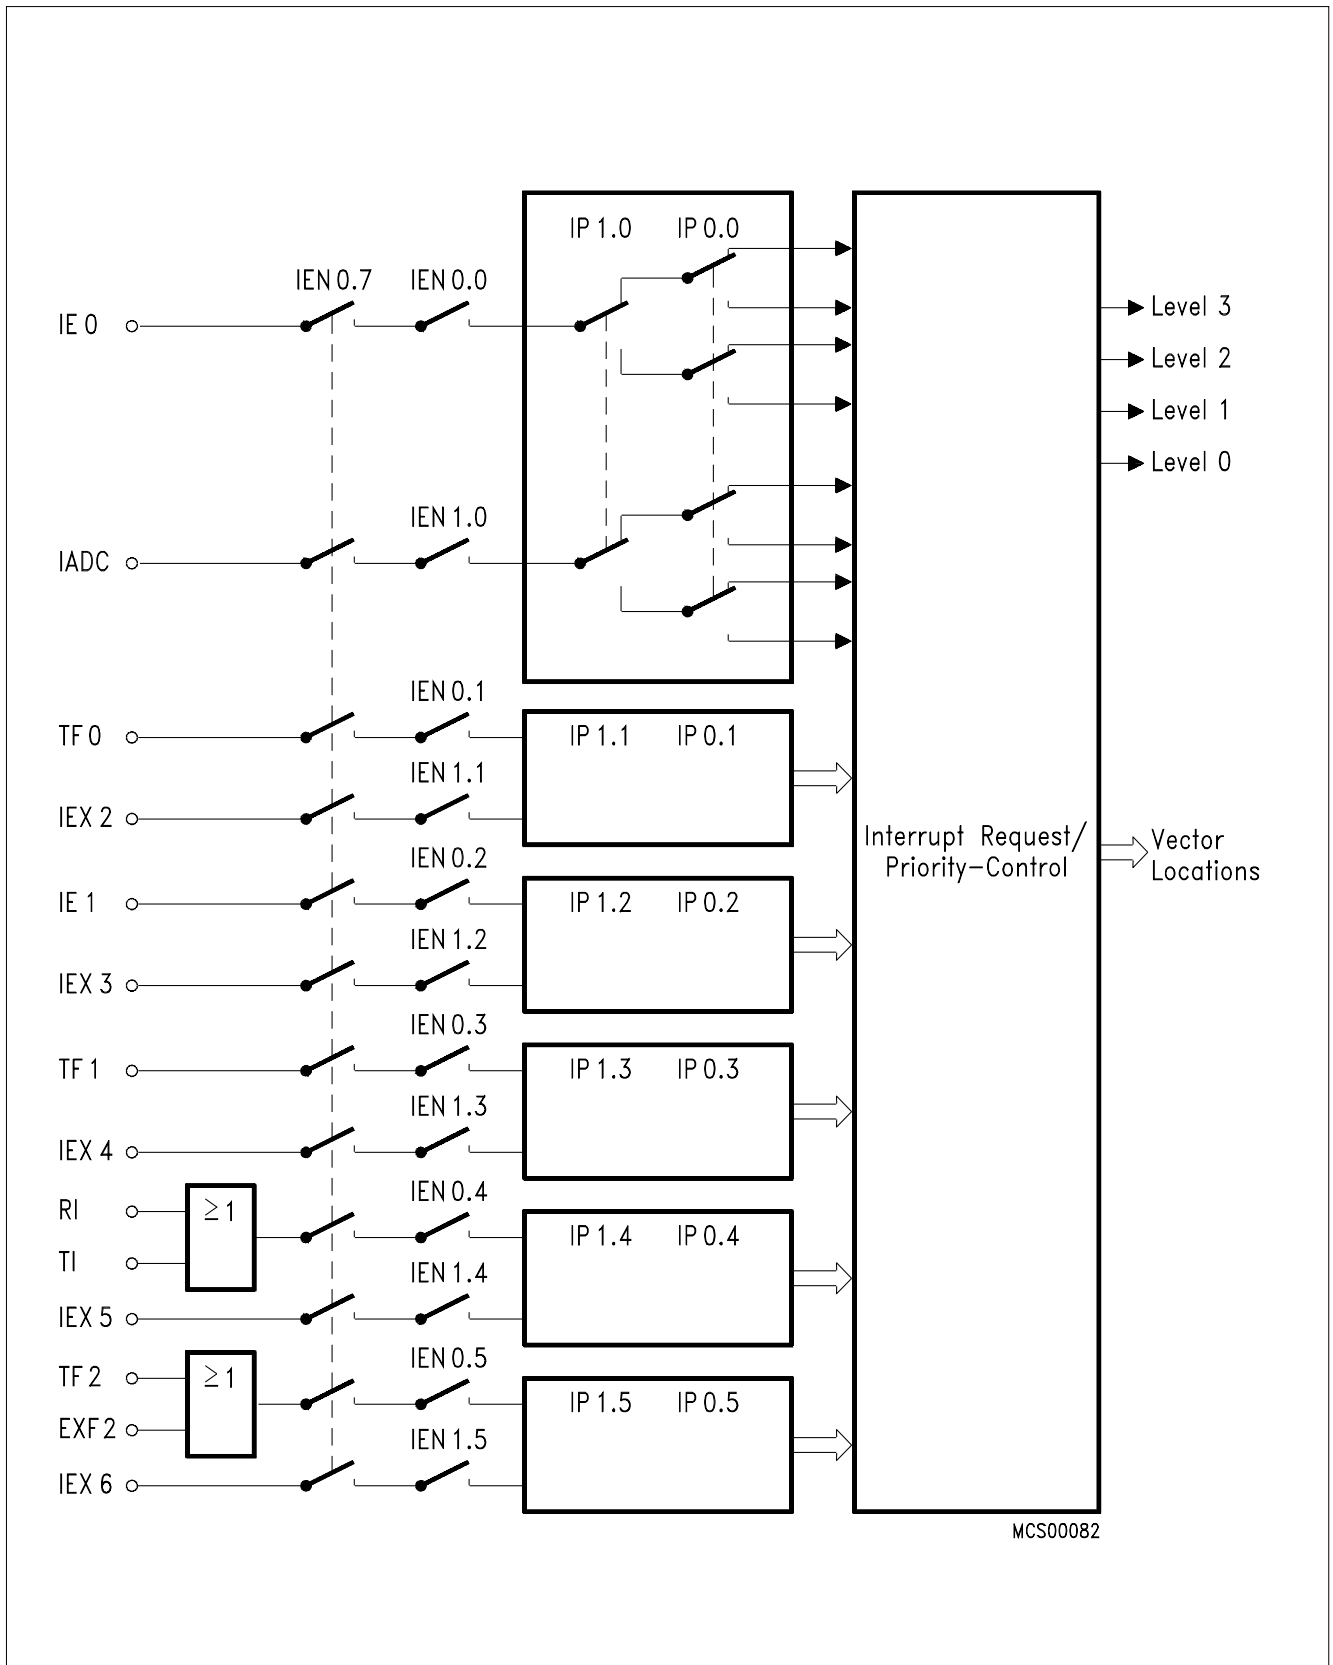 IP 1.0 IP 0.0
IEN 0.7 IEN 0.0
IE 0
Level 3
Level 2
Level 1
Level 0
IEN 1.0
IADC
IEN 0.1
TF 0
IP 1.1 IP 0.1
IEN 1.1
IEX 2
Interrupt Request/
Priority-Control
Vector
Locations
IEN 0.2
IE 1
IP 1.2 IP 0.2
IEN 1.2
IEX 3
IEN 0.3
TF 1
IP 1.3 IP 0.3
IEN 1.3
IEX 4
IEN 0.4
RI
≥1
IP 1.4 IP 0.4
TI
IEN 1.4
IEX 5
IEN 0.5
TF 2
≥1
IP 1.5 IP 0.5
EXF 2
IEN 1.5
IEX 6
MCS00082